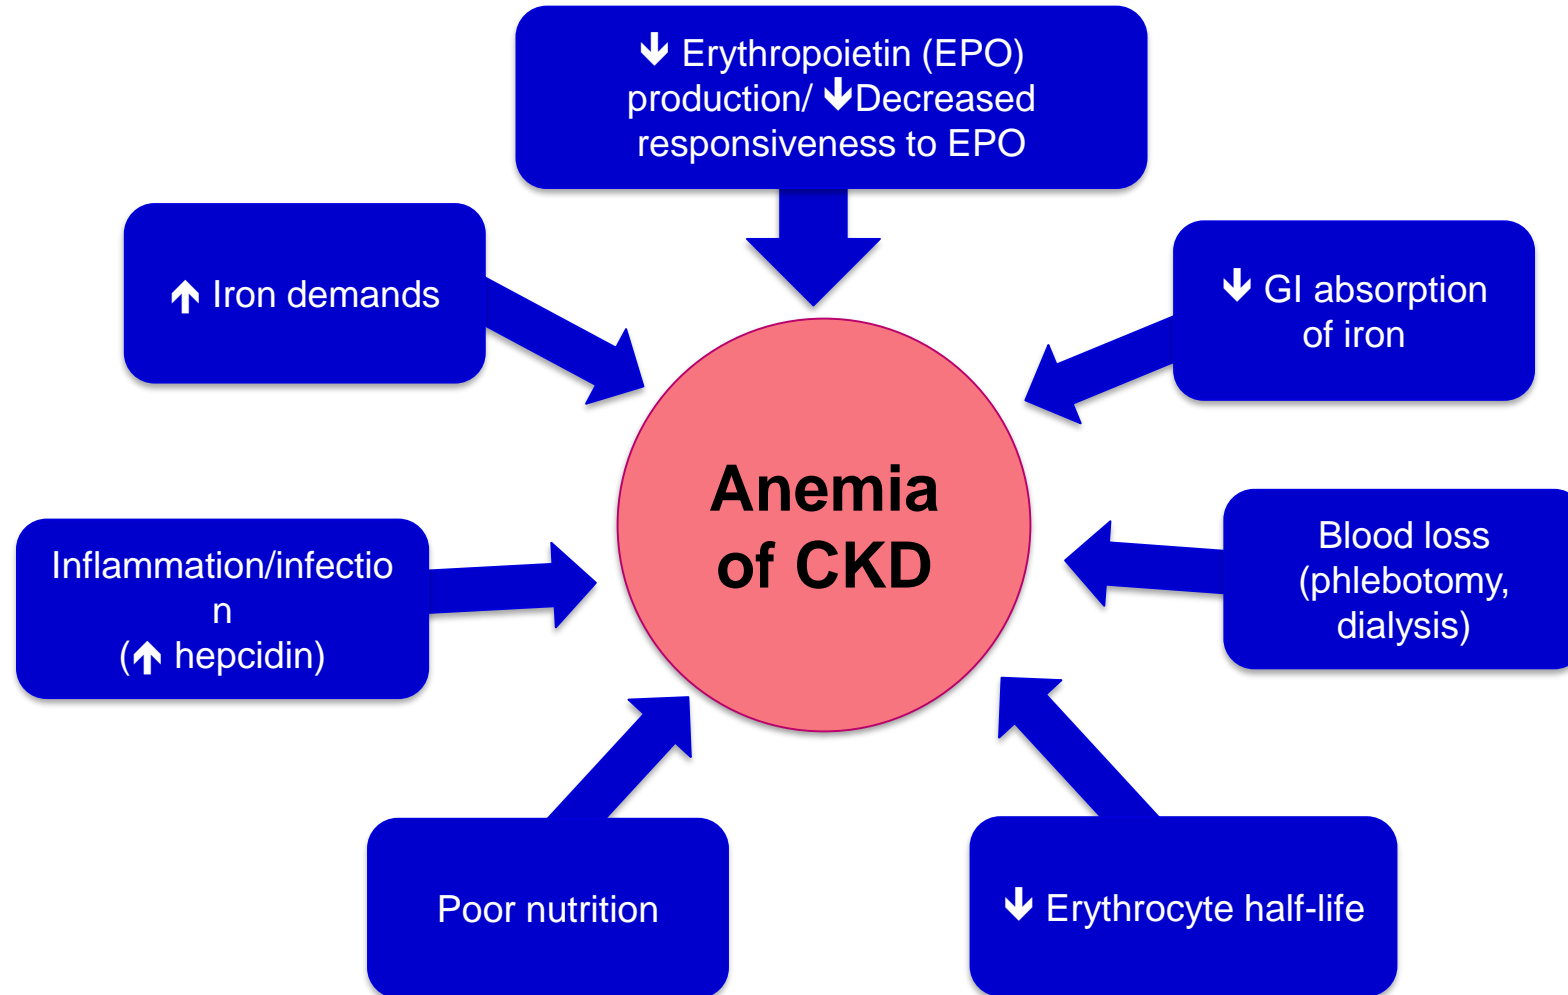 🡫 Erythropoietin (EPO)
production/ 🡫Decreased
responsiveness to EPO
🡩 Iron demands
🡫 GI absorption
of iron
Anemia
of CKD
Inflammation/infectio
n
(🡩 hepcidin)
Blood loss
(phlebotomy,
dialysis)
Poor nutrition
🡫 Erythrocyte half-life